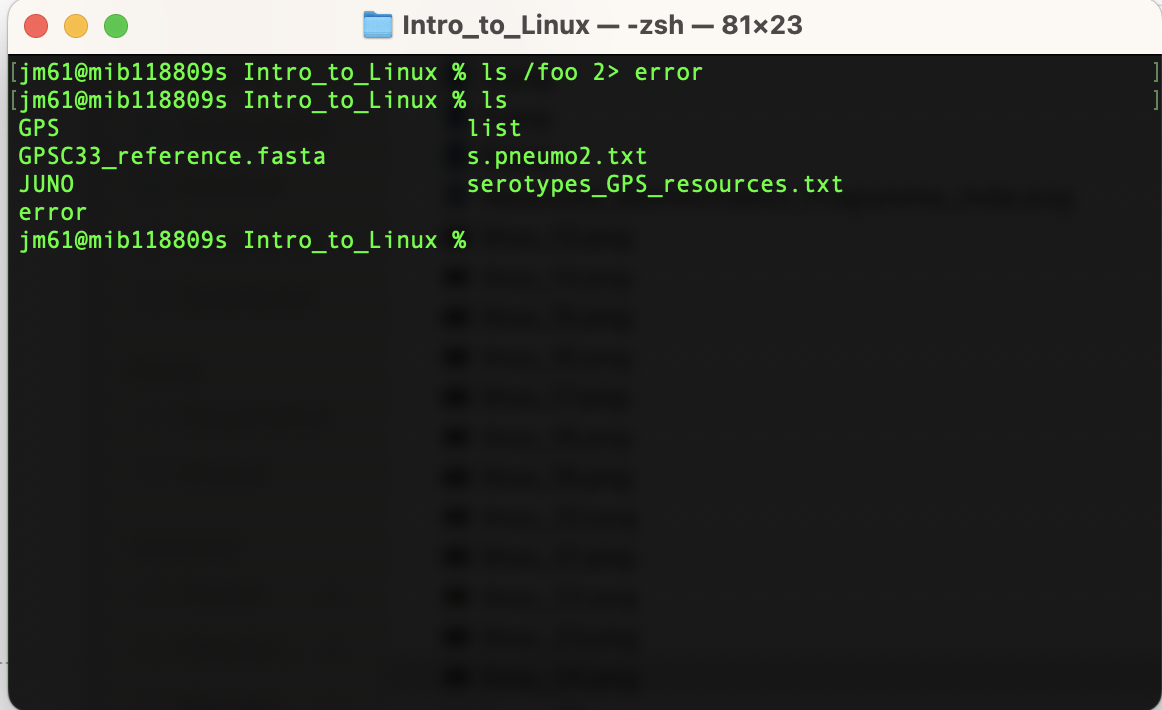 Intro_to_Linux — -zsh — 81×23
[jm61@mib118809s Intro_to_Linux % ls /foo 2> error ]
[jm61@mib118809s Intro_to_Linux % ls ]
GPS list
GPSC33_reference.fasta s.pneumo2.txt
JUNO serotypes_GPS_resources.txt
error
jm61@mib118809s Intro_to_Linux %